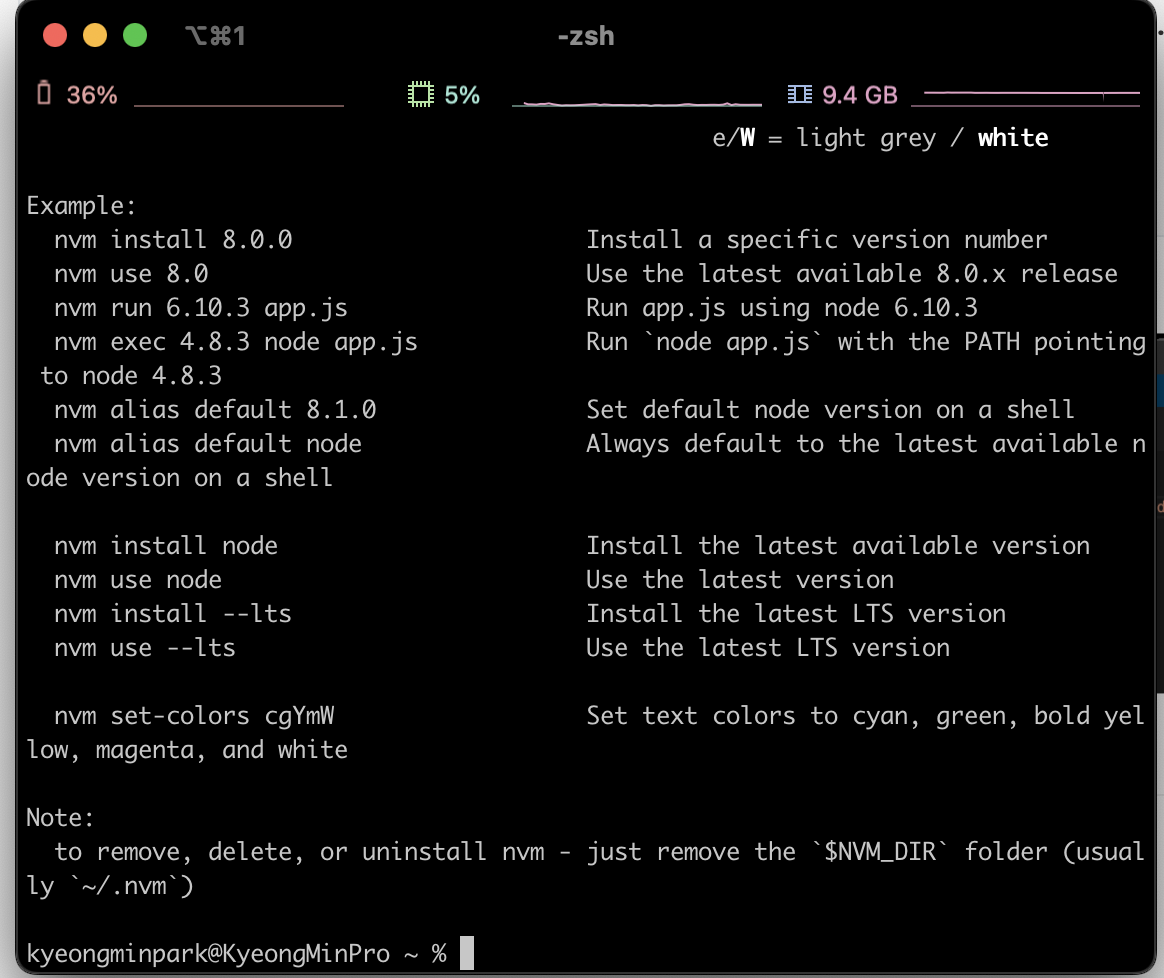 ⌥⌘1
-zsh
36%
5%
9.4 GB
e/W = light grey / white
Example:
nvm install 8.0.0 Install a specific version number
nvm use 8.0 Use the latest available 8.0.x release
nvm run 6.10.3 app.js Run app.js using node 6.10.3
nvm exec 4.8.3 node app.js Run `node app.js` with the PATH pointing
to node 4.8.3
nvm alias default 8.1.0 Set default node version on a shell
nvm alias default node Always default to the latest available n
ode version on a shell
nvm install node Install the latest available version
nvm use node Use the latest version
nvm install --lts Install the latest LTS version
nvm use --lts Use the latest LTS version
nvm set-colors cgYmW Set text colors to cyan, green, bold yel
low, magenta, and white
Note:
to remove, delete, or uninstall nvm - just remove the `$NVM_DIR` folder (usual
ly `~/.nvm`)
kyeongminpark@KyeongMinPro ~ %